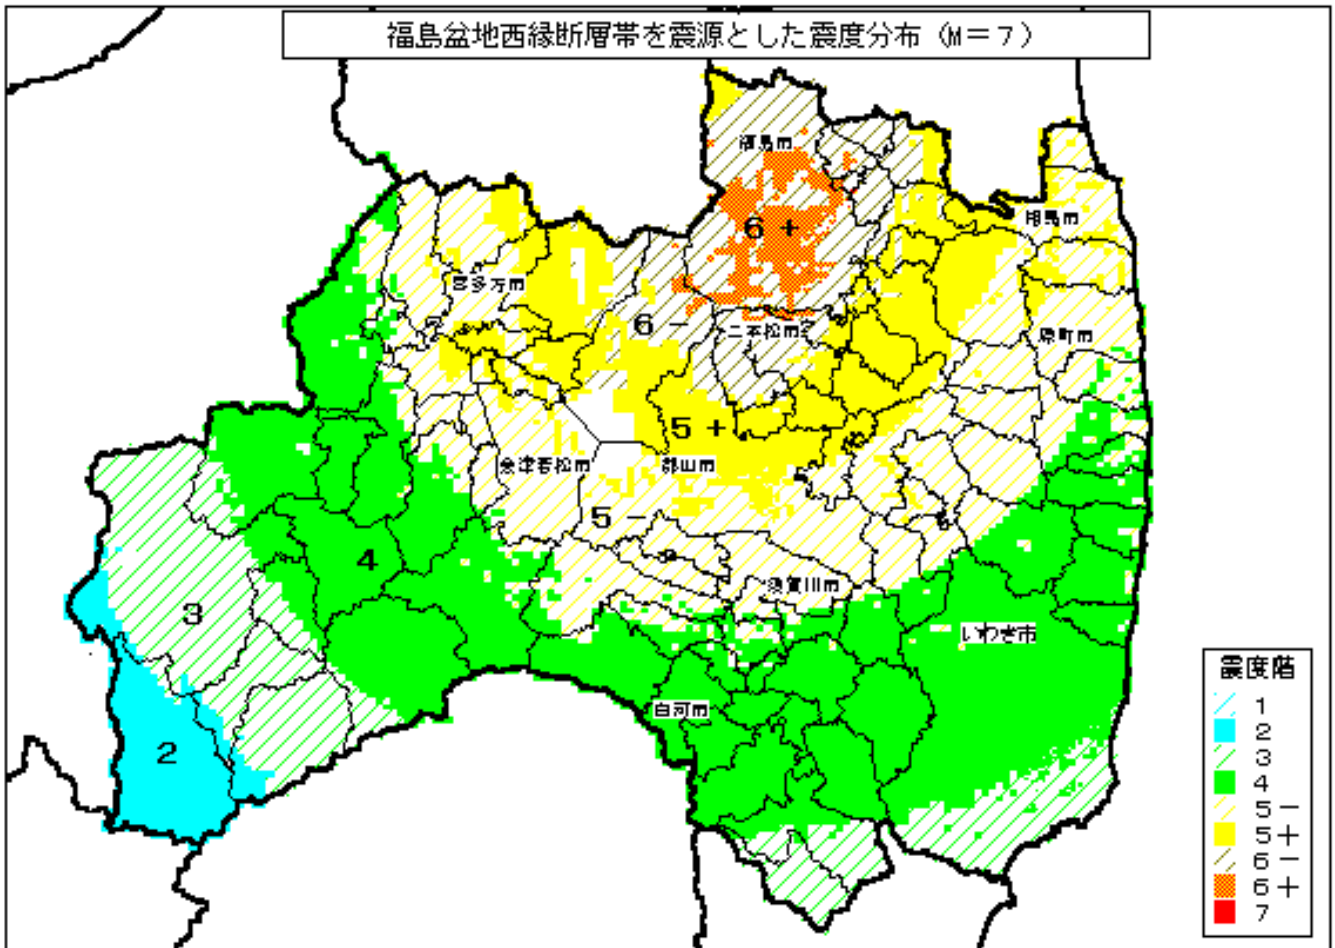 福島盆地西縁断層帯を震源とした震度分布（M＝７）
福島市
6＋
相馬市
喜多方市
6－
二本松市
原町市
5＋
会津若松市
郡山市
5－
4
須賀川市
3
いわき市
白河市
2
震度階
1
2
3
4
5－
5＋
6－
6＋
7